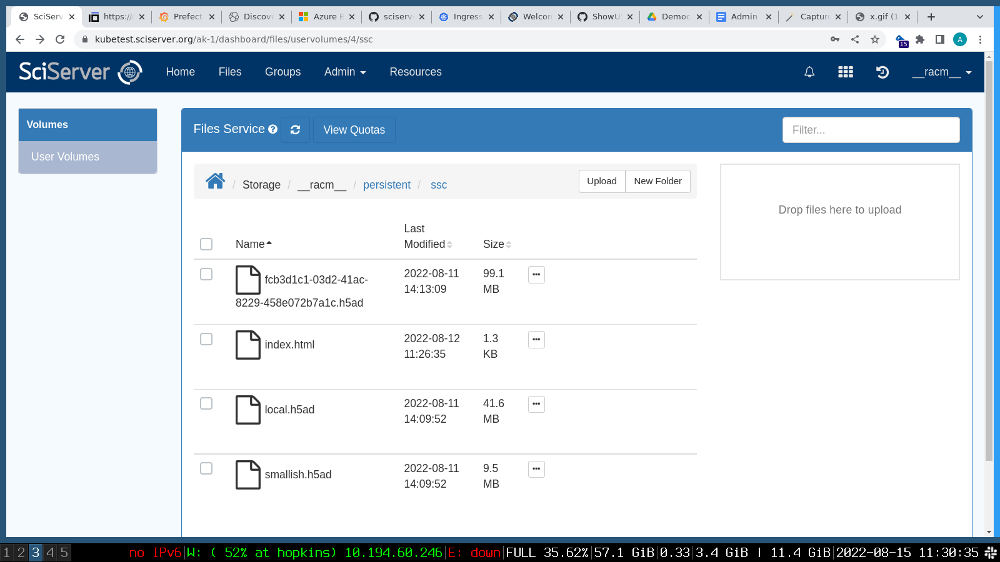 SciServ
https://
Prefect
Discove
Azure B
sciserv
Ingress
Welcon
ShowU
Democ
Admin
Capture
x.gif (1
kubetest.sciserver.org/ak-1/dashboard/files/uservolumes/4/ssc
15
A
SciServer
Home
Files
Groups
Admin
Resources
__racm__
Volumes
User Volumes
Files Service
View Quotas
Filter...
/ Storage / __racm__ / persistent / ssc
Upload
New Folder
Drop files here to upload
Name
Last
Modified
Size
fcb3d1c1-03d2-41ac-
8229-458e072b7a1c.h5ad
2022-08-11
14:13:09
99.1
MB
index.html
2022-08-12
11:26:35
1.3
KB
local.h5ad
2022-08-11
14:09:52
41.6
MB
smallish.h5ad
2022-08-11
14:09:52
9.5
MB
1 2 3 4 5
no IPv6|W: ( 52% at hopkins) 10.194.60.246|E: down|FULL 35.62%|57.1 GiB|0.33|3.4 GiB | 11.4 GiB|2022-08-15 11:30:35